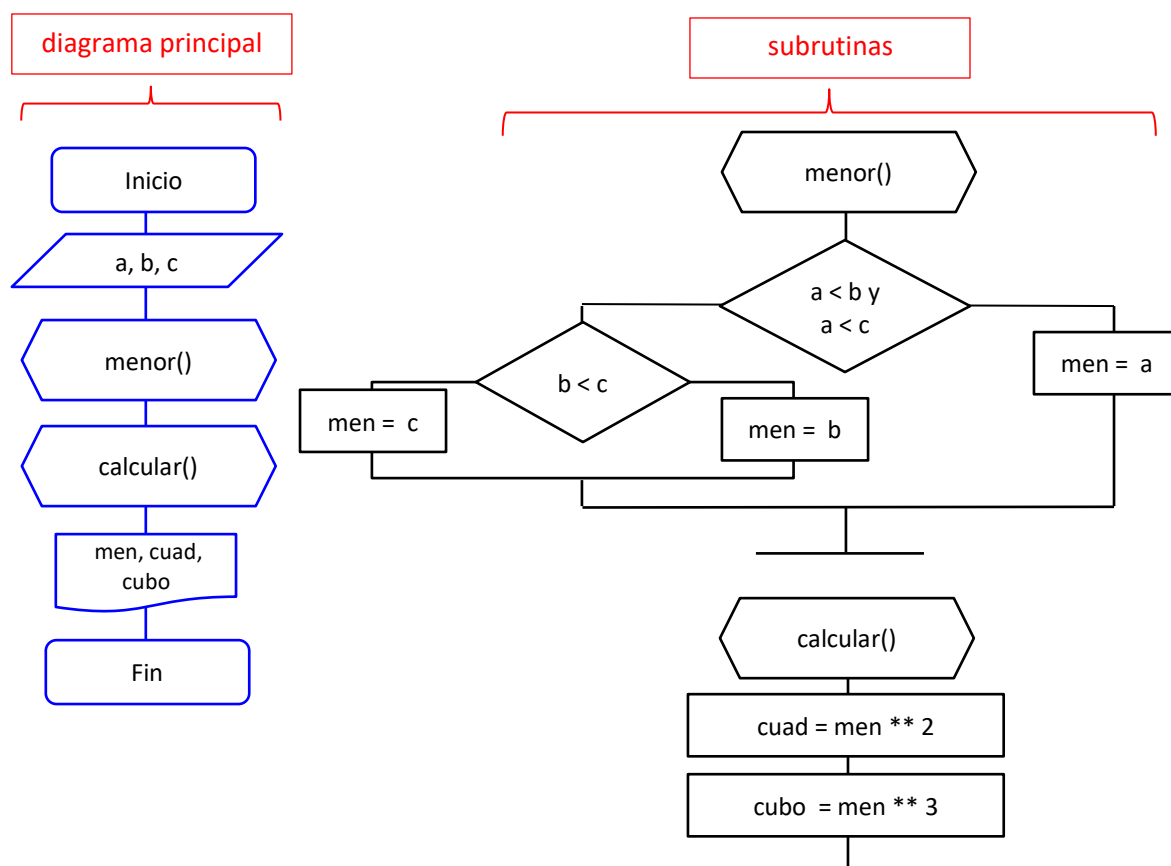 diagrama principal
Inicio
a, b, c
menor()
calcular()
men, cuad,
cubo
Fin
subrutinas
menor()
a < b y
a < c
men = a
b < c
men = c
men = b
calcular()
cuad = men ** 2
cubo = men ** 3